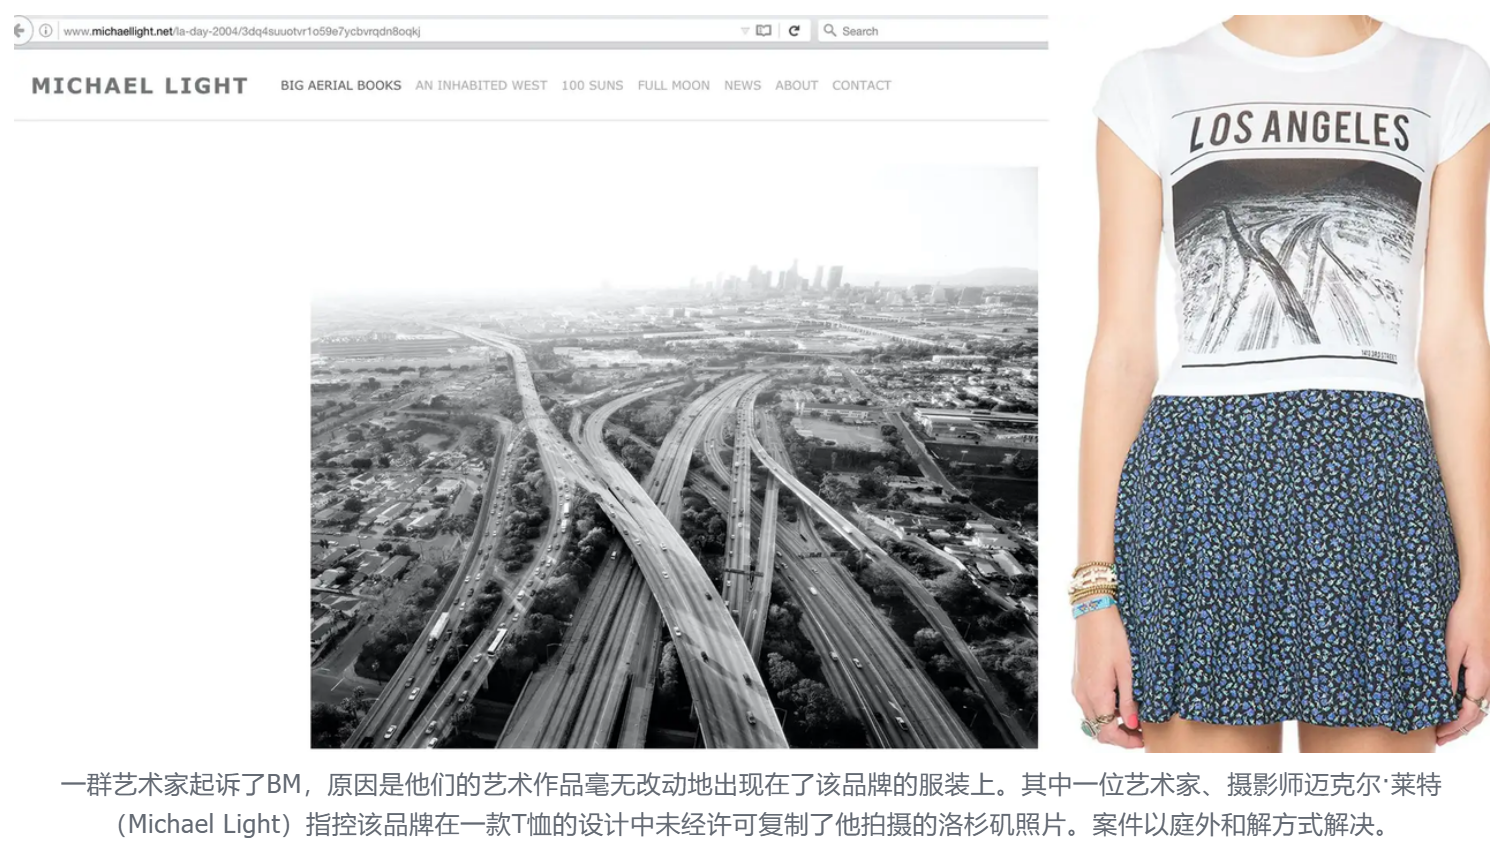 www.michaellight.net/la-day-2004/3dq4suuotvr1o59e7ycbvrqdn8oqkj
Search
MICHAEL LIGHT
BIG AERIAL BOOKS AN INHABITED WEST 100 SUNS FULL MOON NEWS ABOUT CONTACT
LOS ANGELES
1413 3RD STREET
一群艺术家起诉了BM，原因是他们的艺术作品毫无改动地出现在了该品牌的服装上。其中一位艺术家、摄影师迈克尔·莱特
（Michael Light）指控该品牌在一款T恤的设计中未经许可复制了他拍摄的洛杉矶照片。案件以庭外和解方式解决。